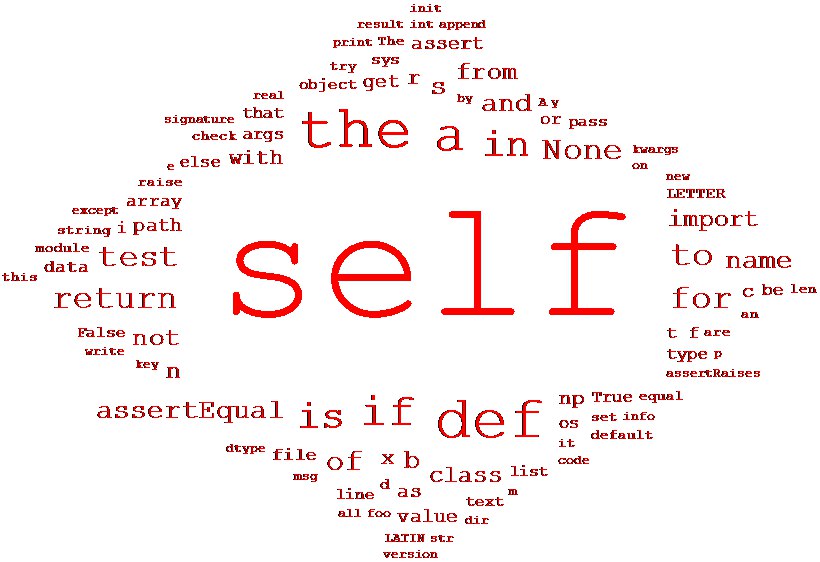 init
result int append
print The assert
sys
try
from
object get r s
real
by and A y
signature that
or pass
check args
the a in None
kwargs
e else with
on
raise
new
LETTER
array
except
import
string i path
self
module
test
to name
data
this
return
for c be len
an
False not
t f are
write
type p
key n
assertRaises
assertEqual is if def
np True equal
set info
os
default
it
dtype file of x b
code
msg
class list
d
line as
m
text
all foo value dir
LATIN str
version